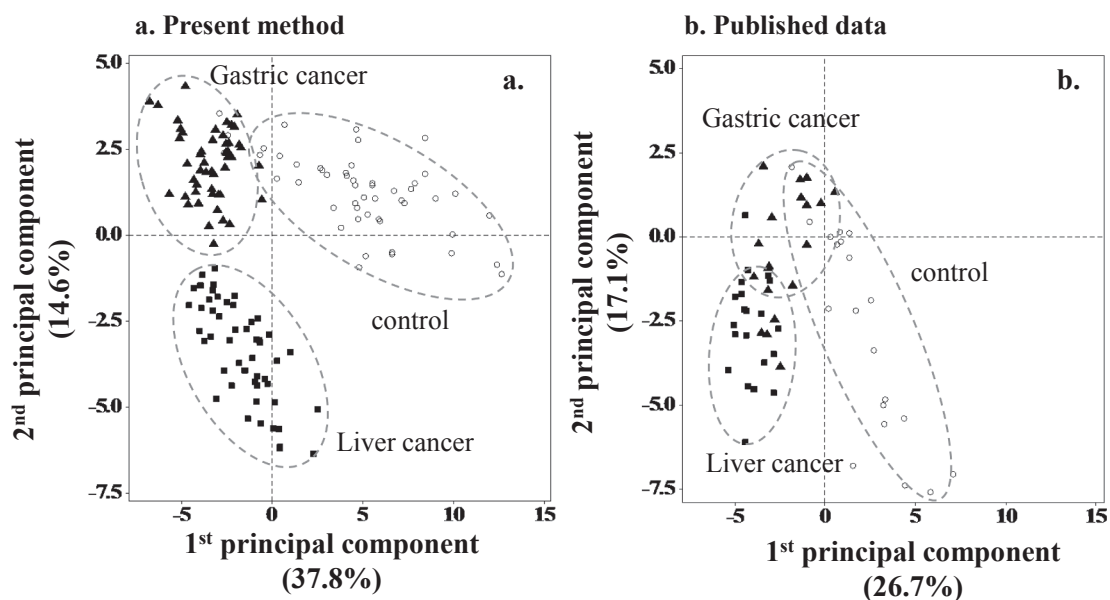 a. Present method
5.0
2.5
0.0
−2.5
−5.0
−7.5
2nd principal component
(14.6%)
Gastric cancer
a.
control
Liver cancer
−5
0
5
10
15
1st principal component
(37.8%)
b. Published data
5.0
2.5
0.0
−2.5
−5.0
−7.5
2nd principal component
(17.1%)
b.
Gastric cancer
control
Liver cancer
−5
0
5
10
15
1st principal component
(26.7%)